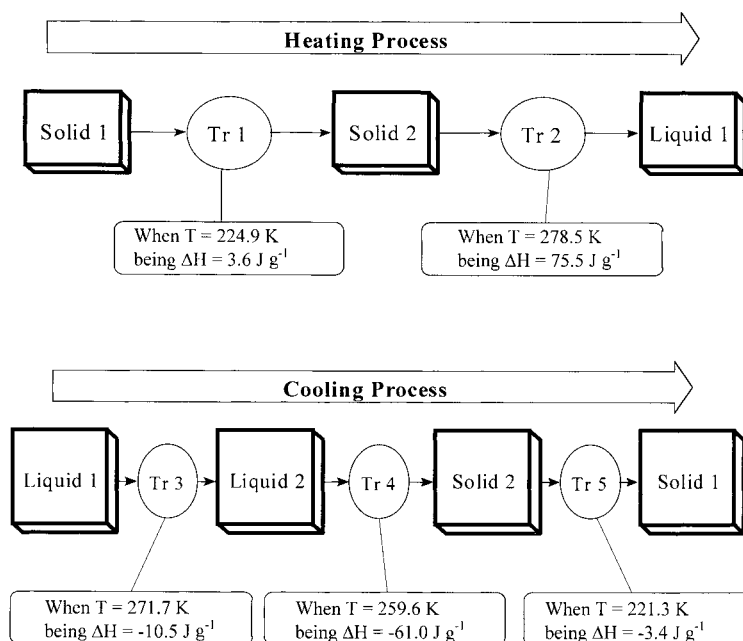 Heating Process
Solid 1
Tr 1
Solid 2
Tr 2
Liquid 1
When T = 224.9 K
being ΔH = 3.6 J g⁻¹
When T = 278.5 K
being ΔH = 75.5 J g⁻¹
Cooling Process
Liquid 1
Tr 3
Liquid 2
Tr 4
Solid 2
Tr 5
Solid 1
When T = 271.7 K
being ΔH = -10.5 J g⁻¹
When T = 259.6 K
being ΔH = -61.0 J g⁻¹
When T = 221.3 K
being ΔH = -3.4 J g⁻¹